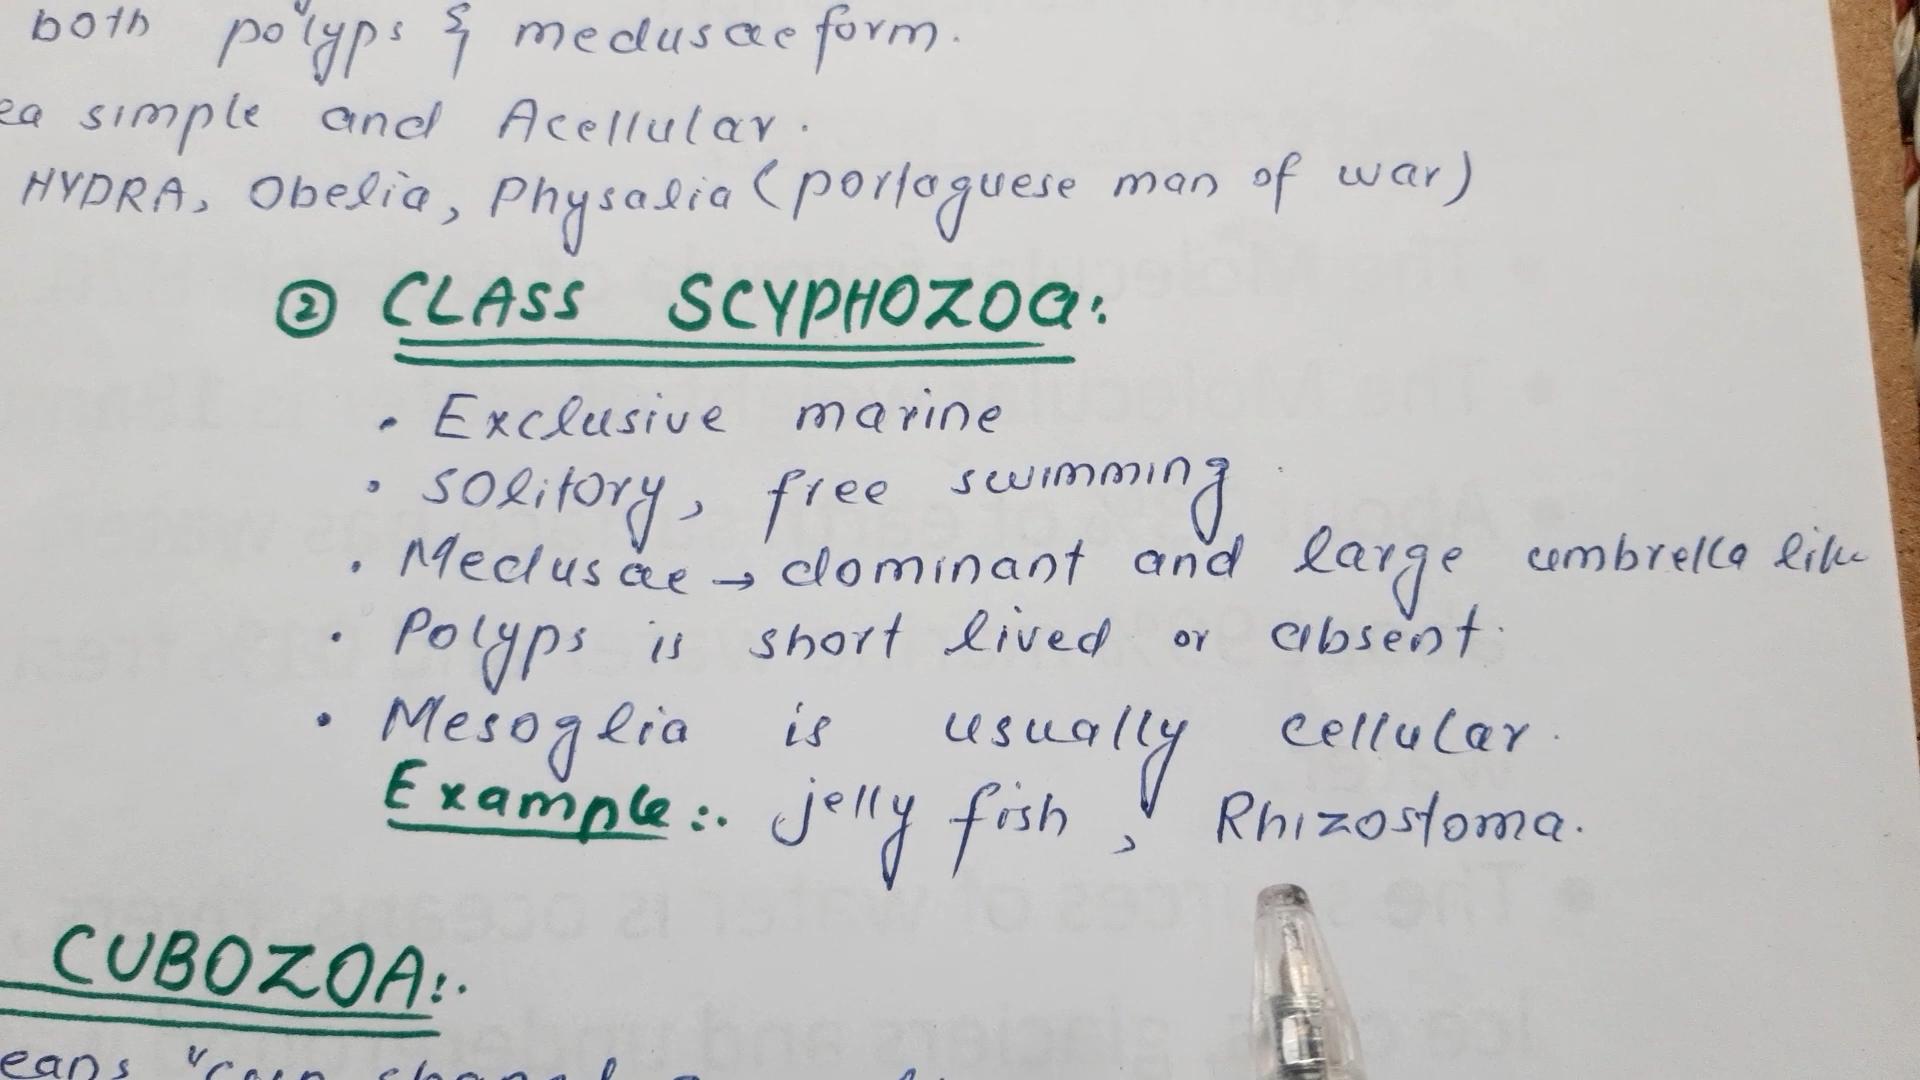 both polyps & medusae form.
ea simple and Acellular.
HYDRA, Obelia, Physalia (portaguese man of war)
② CLASS SCYPHOZOa:
• Exclusive marine
• solitory, free swimming
• Medusae → dominant and large umbrella like
• Polyps is short lived or absent.
• Mesoglia is usually cellular.
Example:. jelly fish, Rhizostoma.
CUBOZOA:.
eans "